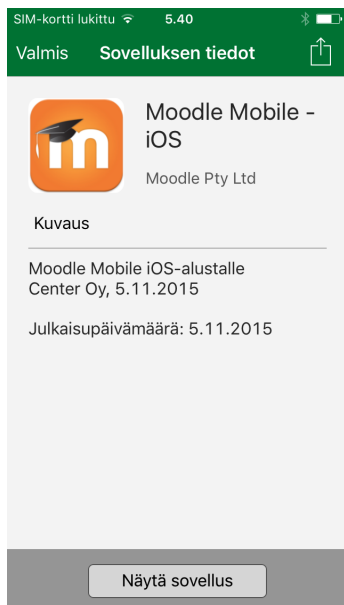 SIM-kortti lukittu 5.40
Valmis Sovelluksen tiedot
m
Moodle Mobile -
iOS
Moodle Pty Ltd
Kuvaus
Moodle Mobile iOS-alustalle
Center Oy, 5.11.2015
Julkaisupäivämäärä: 5.11.2015
Näytä sovellus